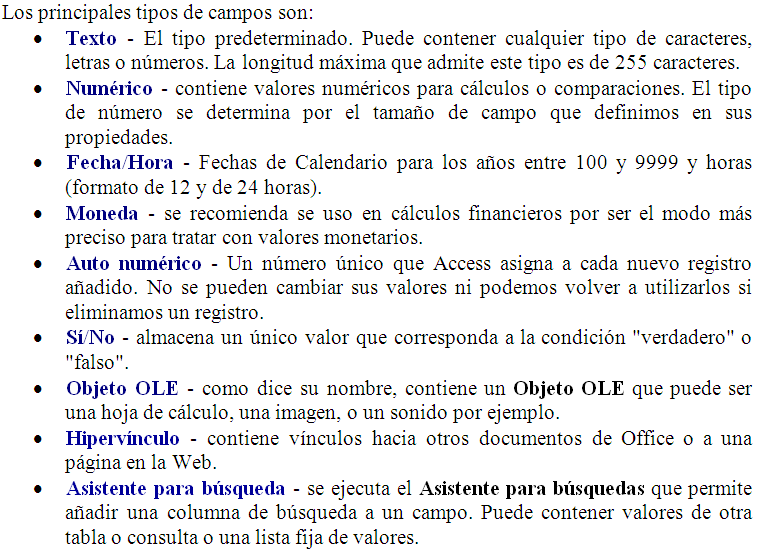 Los principales tipos de campos son:
• Texto - El tipo predeterminado. Puede contener cualquier tipo de caracteres,
letras o números. La longitud máxima que admite este tipo es de 255 caracteres.
• Numérico - contiene valores numéricos para cálculos o comparaciones. El tipo
de número se determina por el tamaño de campo que definimos en sus
propiedades.
• Fecha/Hora - Fechas de Calendario para los años entre 100 y 9999 y horas
(formato de 12 y de 24 horas).
• Moneda - se recomienda se uso en cálculos financieros por ser el modo más
preciso para tratar con valores monetarios.
• Auto numérico - Un número único que Access asigna a cada nuevo registro
añadido. No se pueden cambiar sus valores ni podemos volver a utilizarlos si
eliminamos un registro.
• Sí/No - almacena un único valor que corresponda a la condición "verdadero" o
"falso".
• Objeto OLE - como dice su nombre, contiene un Objeto OLE que puede ser
una hoja de cálculo, una imagen, o un sonido por ejemplo.
• Hipervínculo - contiene vínculos hacia otros documentos de Office o a una
página en la Web.
• Asistente para búsqueda - se ejecuta el Asistente para búsquedas que permite
añadir una columna de búsqueda a un campo. Puede contener valores de otra
tabla o consulta o una lista fija de valores.